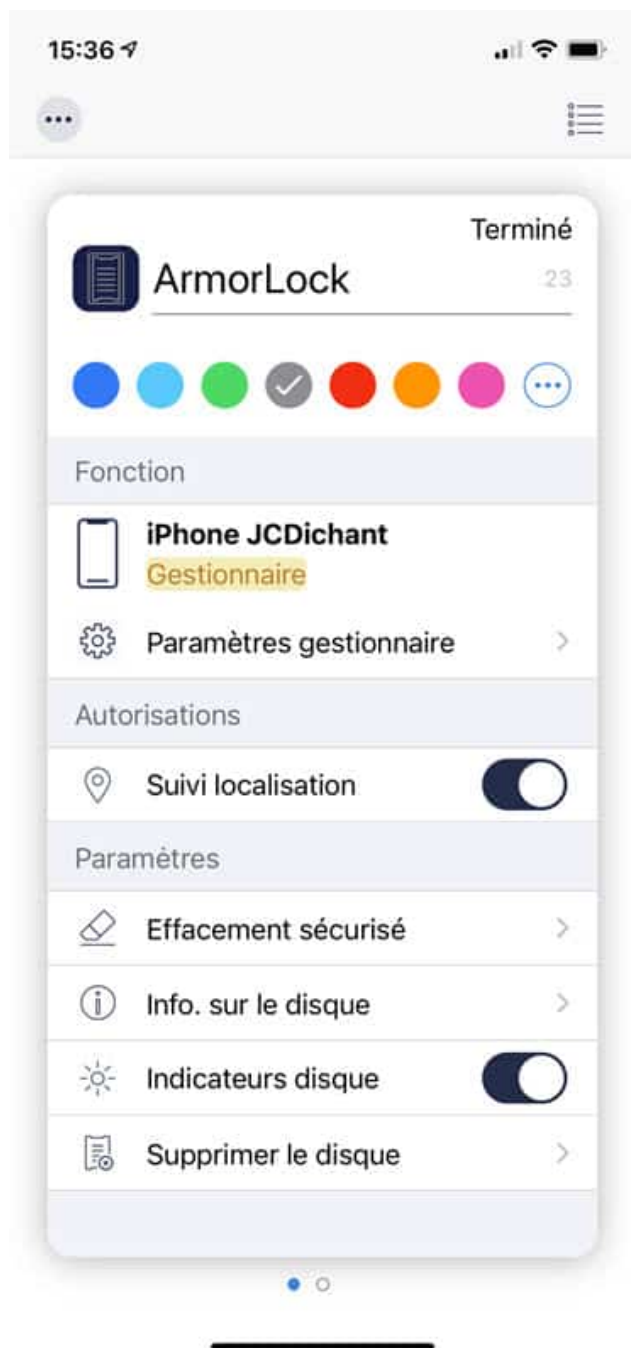 15:36
Terminé
ArmorLock
23
Fonction
iPhone JCDichant
Gestionnaire
Paramètres gestionnaire
Autorisations
Suivi localisation
Paramètres
Effacement sécurisé
Info. sur le disque
Indicateurs disque
Supprimer le disque